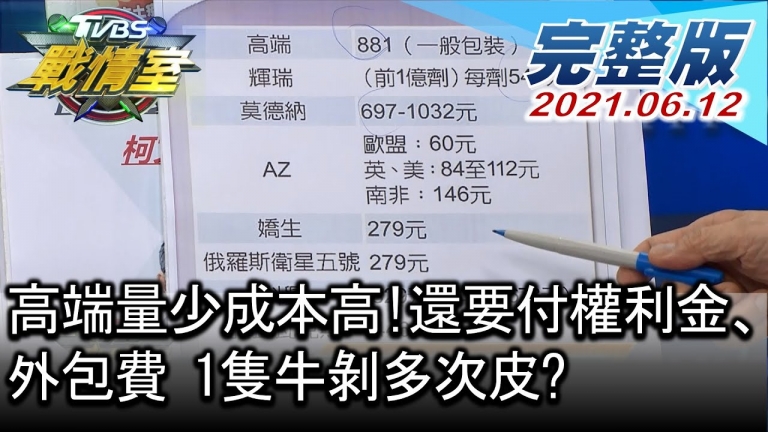 TVBS
戰情室
完整版
2021.06.12
高端 881（一般包裝）
輝瑞 （前1億劑）每劑5
莫德納 697-1032元
AZ
歐盟：60元
英、美：84至112元
南非：146元
嬌生 279元
俄羅斯衛星五號 279元
柯
高端量少成本高!還要付權利金、
外包費 1隻牛剝多次皮?